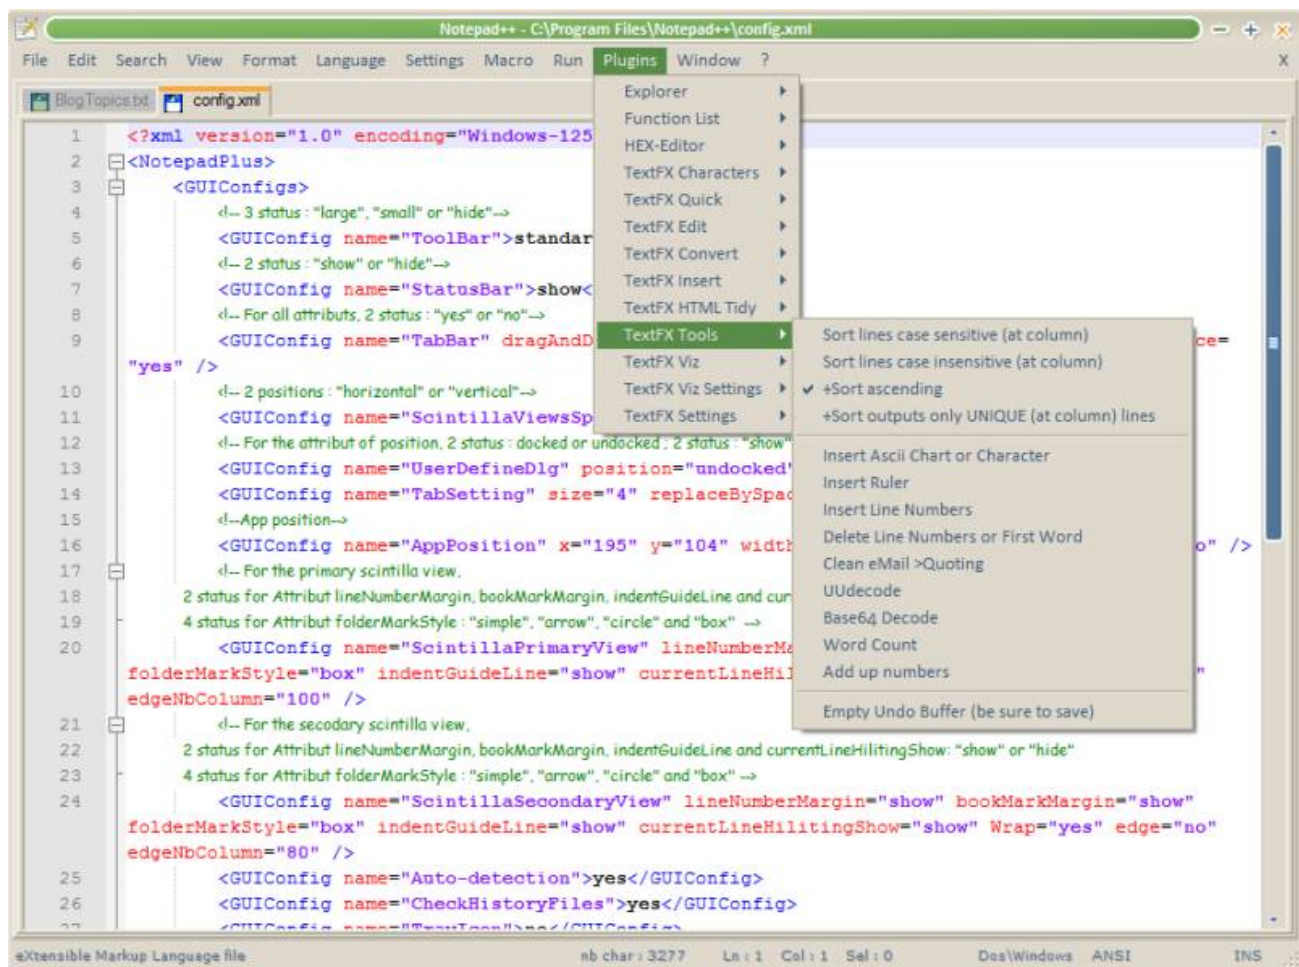 Notepad++ - C:\Program Files\Notepad++\config.xml
File Edit Search View Format Language Settings Macro Run Plugins Window ? X
BlogTopics.txt config.xml
1 <?xml version="1.0" encoding="Windows-125
2 <NotepadPlus>
3 <GUIConfigs>
4 <!-- 3 status : "large", "small" or "hide"-->
5 <GUIConfig name="ToolBar">standar
6 <!-- 2 status : "show" or "hide"-->
7 <GUIConfig name="StatusBar">show<
8 <!-- For all attributs, 2 status : "yes" or "no"-->
9 <GUIConfig name="TabBar" dragAndD ce=
"yes" />
10 <!-- 2 positions : "horizontal" or "vertical"-->
11 <GUIConfig name="ScintillaViewsSp
12 <!-- For the attribut of position, 2 status : docked or undocked ; 2 status : "show"
13 <GUIConfig name="UserDefineDlg" position="undocked"
14 <GUIConfig name="TabSetting" size="4" replaceBySpac
15 <!--App position-->
16 <GUIConfig name="AppPosition" x="195" y="104" width o" />
17 <!-- For the primary scintilla view,
18 2 status for Attribut lineNumberMargin, bookMarkMargin, indentGuideLine and cur
19 4 status for Attribut folderMarkStyle : "simple", "arrow", "circle" and "box" -->
20 <GUIConfig name="ScintillaPrimaryView" lineNumberMa
folderMarkStyle="box" indentGuideLine="show" currentLineHil "
edgeNbColumn="100" />
21 <!-- For the secodary scintilla view,
22 2 status for Attribut lineNumberMargin, bookMarkMargin, indentGuideLine and currentLineHilitingShow: "show" or "hide"
23 4 status for Attribut folderMarkStyle : "simple", "arrow", "circle" and "box" -->
24 <GUIConfig name="ScintillaSecondaryView" lineNumberMargin="show" bookMarkMargin="show"
folderMarkStyle="box" indentGuideLine="show" currentLineHilitingShow="show" Wrap="yes" edge="no"
edgeNbColumn="80" />
25 <GUIConfig name="Auto-detection">yes</GUIConfig>
26 <GUIConfig name="CheckHistoryFiles">yes</GUIConfig>
27 <GUIConfig name="TrayIcon">no</GUIConfig>
Explorer
Function List
HEX-Editor
TextFX Characters
TextFX Quick
TextFX Edit
TextFX Convert
TextFX Insert
TextFX HTML Tidy
TextFX Tools
TextFX Viz
TextFX Viz Settings
TextFX Settings
Sort lines case sensitive (at column)
Sort lines case insensitive (at column)
+Sort ascending
+Sort outputs only UNIQUE (at column) lines
Insert Ascii Chart or Character
Insert Ruler
Insert Line Numbers
Delete Line Numbers or First Word
Clean eMail >Quoting
UUdecode
Base64 Decode
Word Count
Add up numbers
Empty Undo Buffer (be sure to save)
eXtensible Markup Language file nb char : 3277 Ln : 1 Col : 1 Sel : 0 Dos\Windows ANSI INS